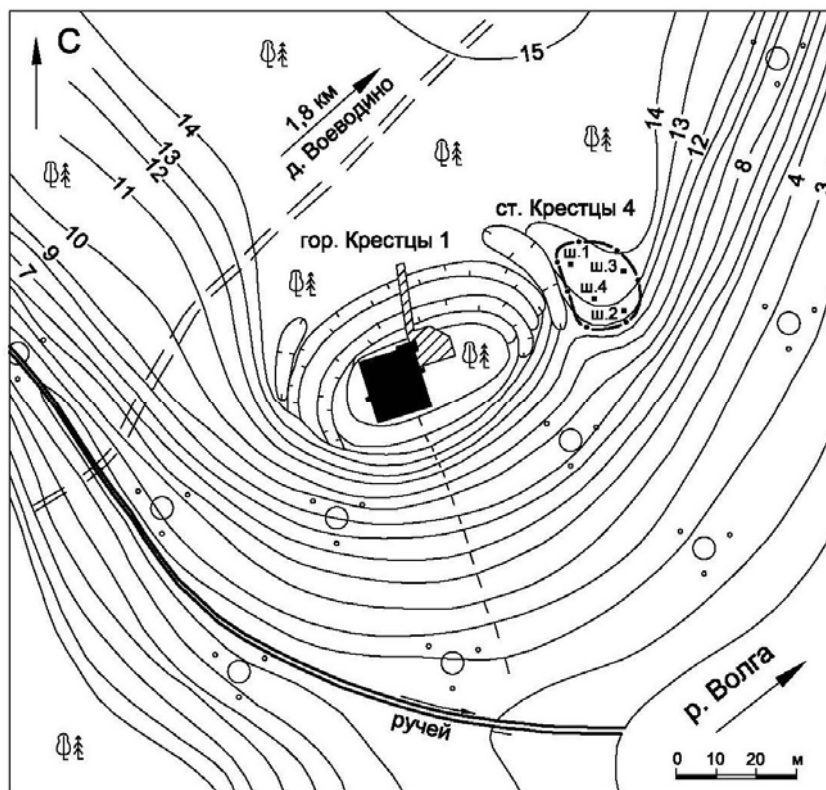 С
15
1,8 км
д. Воеводино
14
13
12
11
10
9
7
14
13
12
8
4
3
ст. Крестцы 4
гор. Крестцы 1
ш.1
ш.3
ш.4
ш.2
р. Волга
ручей
0 10 20 м